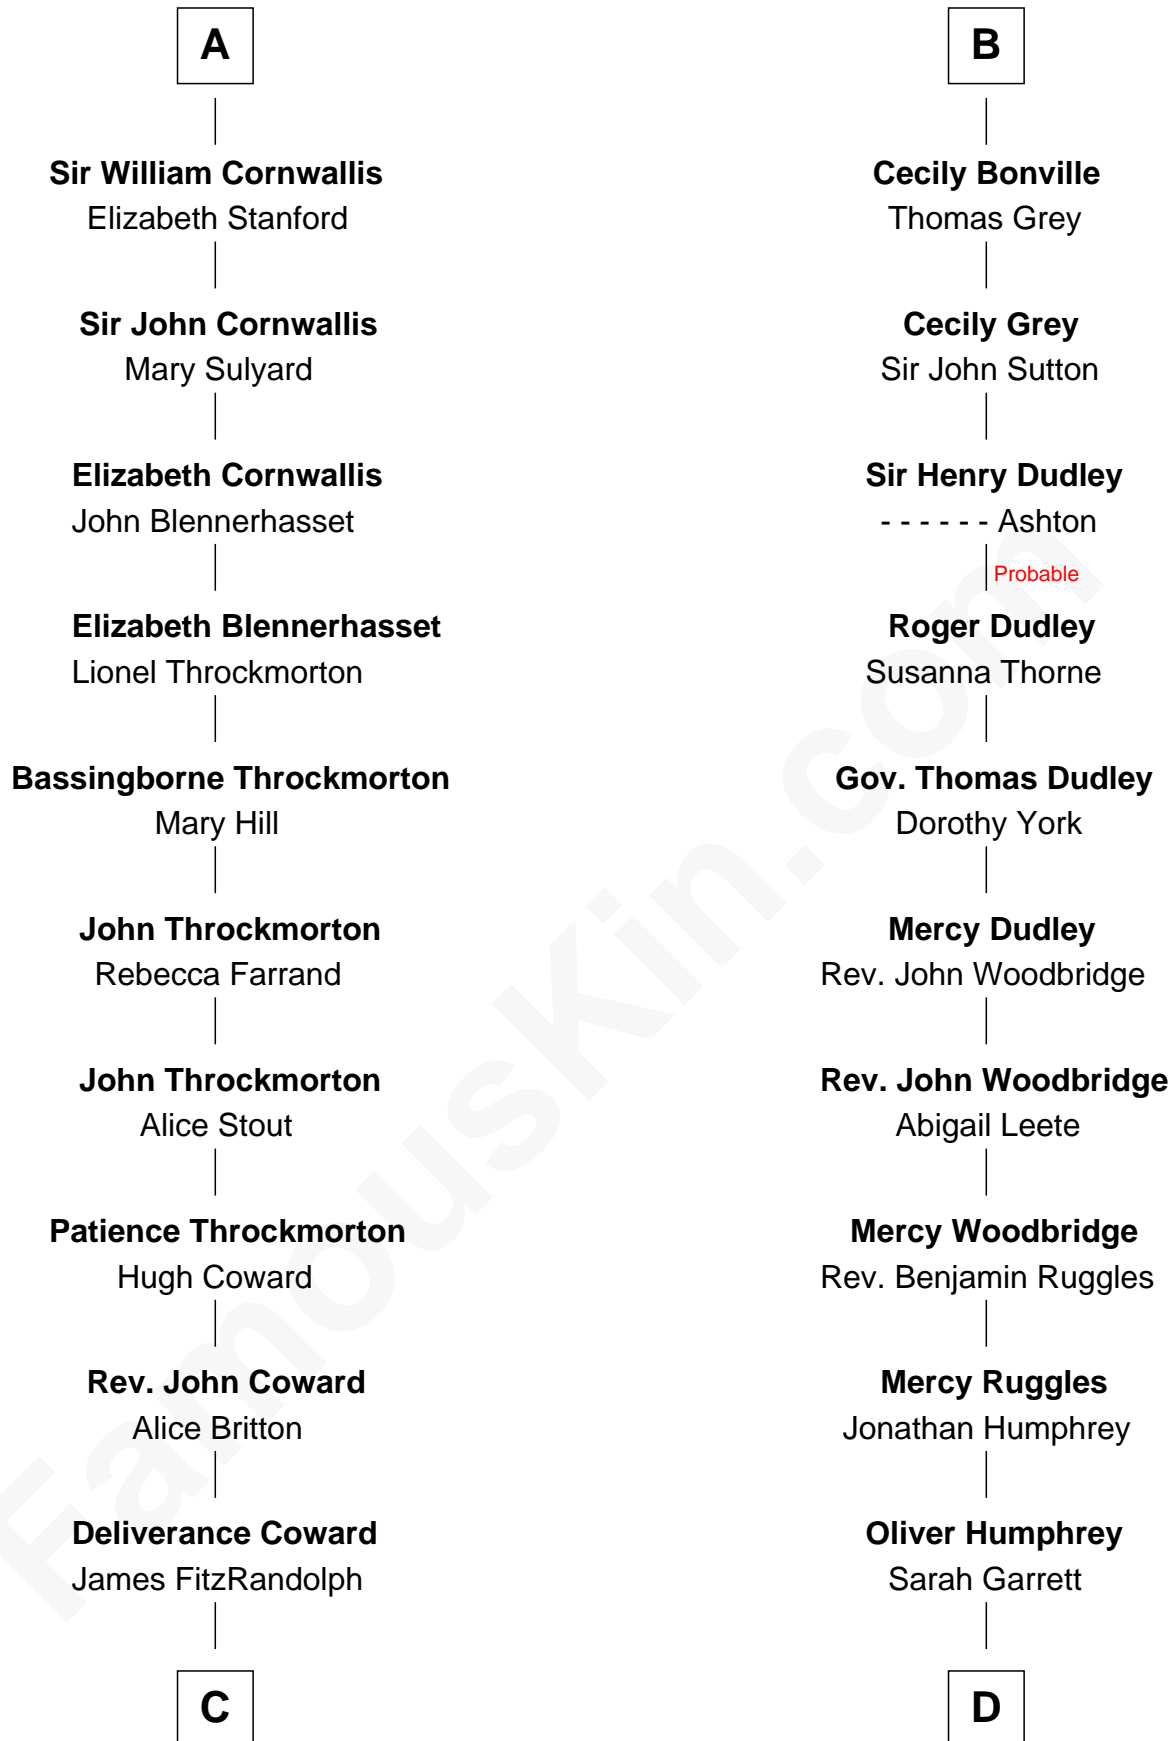 A
Sir William Cornwallis
Elizabeth Stanford
Sir John Cornwallis
Mary Sulyard
Elizabeth Cornwallis
John Blennerhasset
Elizabeth Blennerhasset
Lionel Throckmorton
Bassingborne Throckmorton
Mary Hill
John Throckmorton
Rebecca Farrand
John Throckmorton
Alice Stout
Patience Throckmorton
Hugh Coward
Rev. John Coward
Alice Britton
Deliverance Coward
James FitzRandolph
C
B
Cecily Bonville
Thomas Grey
Cecily Grey
Sir John Sutton
Sir Henry Dudley
- - - - - - Ashton
Probable
Roger Dudley
Susanna Thorne
Gov. Thomas Dudley
Dorothy York
Mercy Dudley
Rev. John Woodbridge
Rev. John Woodbridge
Abigail Leete
Mercy Woodbridge
Rev. Benjamin Ruggles
Mercy Ruggles
Jonathan Humphrey
Oliver Humphrey
Sarah Garrett
D
FamousKin.com